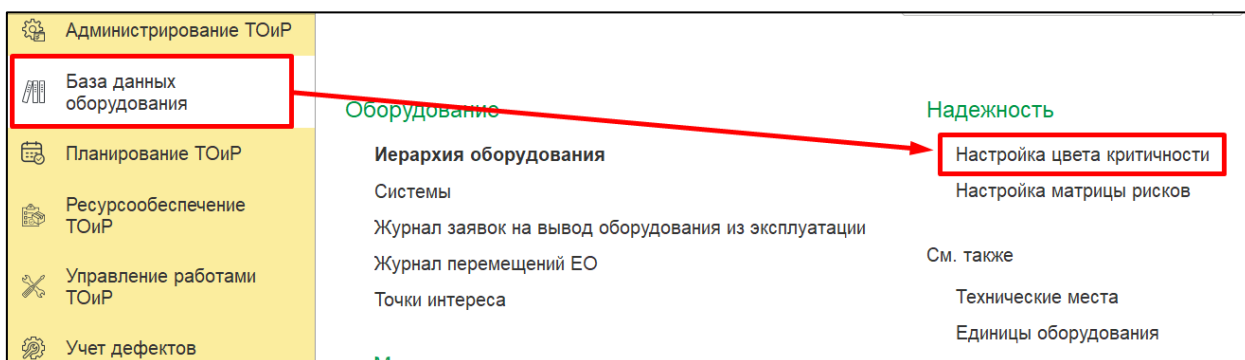 Администрирование ТОиР
База данных
оборудования
Планирование ТОиР
Ресурсообеспечение
ТОиР
Управление работами
ТОиР
Учет дефектов
Оборудование
Иерархия оборудования
Системы
Журнал заявок на вывод оборудования из эксплуатации
Журнал перемещений ЕО
Точки интереса
Надежность
Настройка цвета критичности
Настройка матрицы рисков
См. также
Технические места
Единицы оборудования